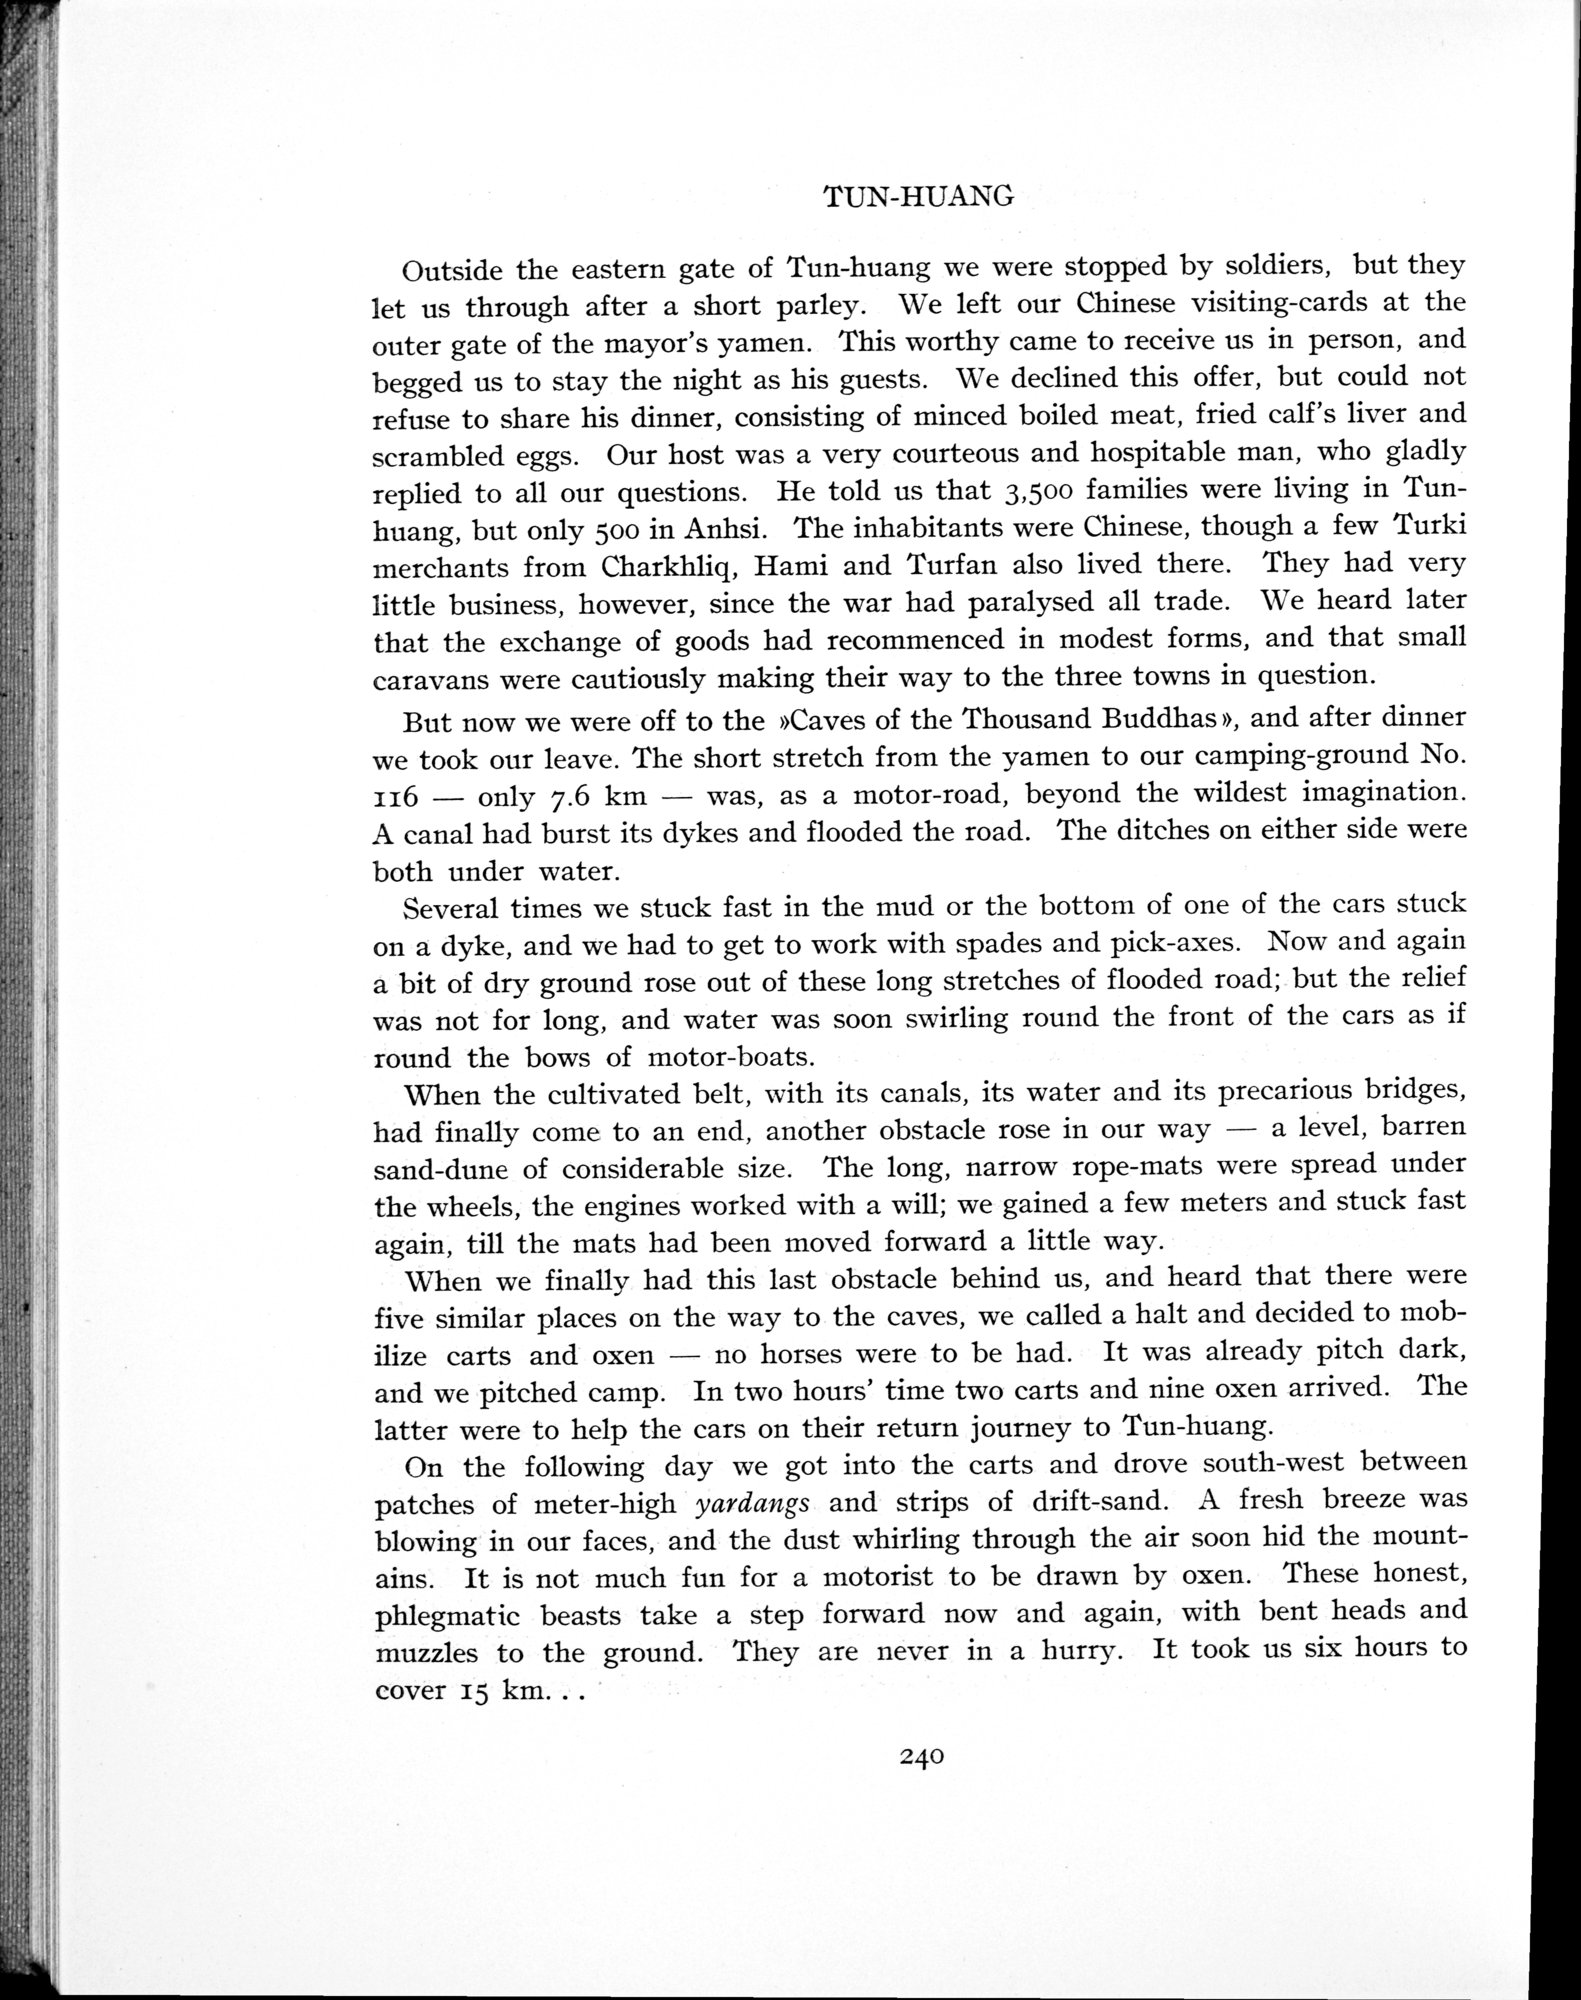 TUN-HUANG
Outside the eastern gate of Tun-huang we were stopped by soldiers, but they
let us through after a short parley. We left our Chinese visiting-cards at the
outer gate of the mayor's yamen. This worthy came to receive us in person, and
begged us to stay the night as his guests. We declined this offer, but could not
refuse to share his dinner, consisting of minced boiled meat, fried calf's liver and
scrambled eggs. Our host was a very courteous and hospitable man, who gladly
replied to all our questions. He told us that 3,500 families were living in Tun-
huang, but only 500 in Anhsi. The inhabitants were Chinese, though a few Turki
merchants from Charkhliq, Hami and Turfan also lived there. They had very
little business, however, since the war had paralysed all trade. We heard later
that the exchange of goods had recommenced in modest forms, and that small
caravans were cautiously making their way to the three towns in question.
But now we were off to the »Caves of the Thousand Buddhas», and after dinner
we took our leave. The short stretch from the yamen to our camping-ground No.
116 — only 7.6 km — was, as a motor-road, beyond the wildest imagination.
A canal had burst its dykes and flooded the road. The ditches on either side were
both under water.
Several times we stuck fast in the mud or the bottom of one of the cars stuck
on a dyke, and we had to get to work with spades and pick-axes. Now and again
a bit of dry ground rose out of these long stretches of flooded road; but the relief
was not for long, and water was soon swirling round the front of the cars as if
round the bows of motor-boats.
When the cultivated belt, with its canals, its water and its precarious bridges,
had finally come to an end, another obstacle rose in our way — a level, barren
sand-dune of considerable size. The long, narrow rope-mats were spread under
the wheels, the engines worked with a will; we gained a few meters and stuck fast
again, till the mats had been moved forward a little way.
When we finally had this last obstacle behind us, and heard that there were
five similar places on the way to the caves, we called a halt and decided to mob-
ilize carts and oxen — no horses were to be had. It was already pitch dark,
and we pitched camp. In two hours' time two carts and nine oxen arrived. The
latter were to help the cars on their return journey to Tun-huang.
On the following day we got into the carts and drove south-west between
patches of meter-high yardangs and strips of drift-sand. A fresh breeze was
blowing in our faces, and the dust whirling through the air soon hid the mount-
ains. It is not much fun for a motorist to be drawn by oxen. These honest,
phlegmatic beasts take a step forward now and again, with bent heads and
muzzles to the ground. They are never in a hurry. It took us six hours to
cover 15 km. . .
240